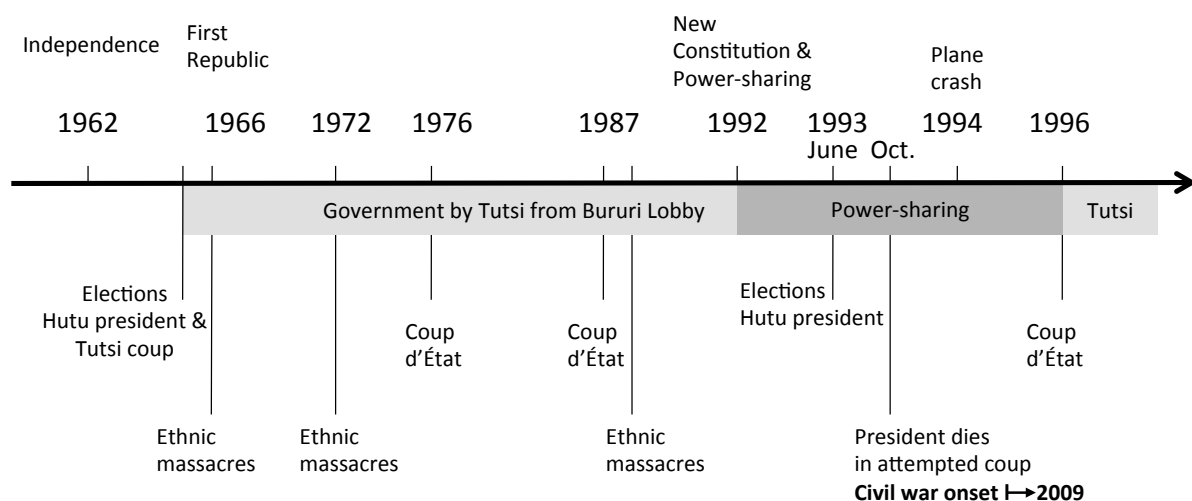 Independence
First
Republic
New
Constitution &
Power-sharing
Plane
crash
1962
1966
1972
1976
1987
1992
1993
1994
1996
June Oct.
Government by Tutsi from Bururi Lobby
Power-sharing
Tutsi
Elections
Hutu president &
Tutsi coup
Coup
d’État
Coup
d’État
Elections
Hutu president
Coup
d’État
Ethnic
massacres
Ethnic
massacres
Ethnic
massacres
President dies
in attempted coup
Civil war onset ↦2009